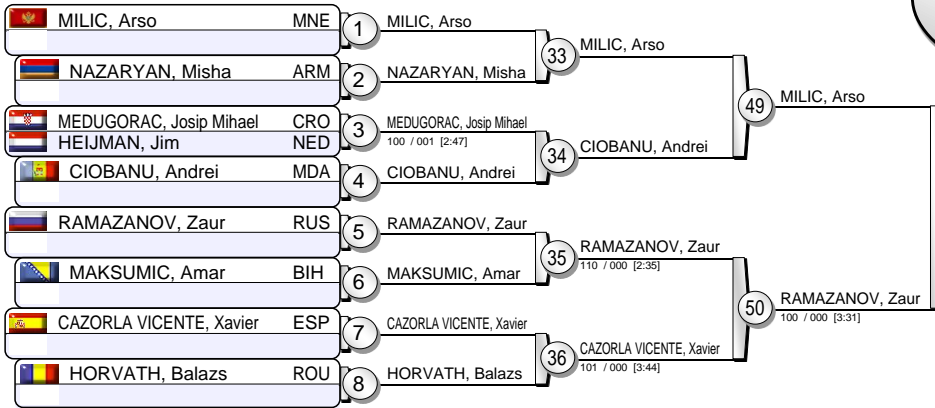 MILIC, Arso MNE
1
MILIC, Arso
NAZARYAN, Misha ARM
2
NAZARYAN, Misha
33
MILIC, Arso
MEDUGORAC, Josip Mihael CRO
HEIJMAN, Jim NED
3
MEDUGORAC, Josip Mihael
100 / 001 [2:47]
CIOBANU, Andrei MDA
4
CIOBANU, Andrei
34
CIOBANU, Andrei
49
MILIC, Arso
RAMAZANOV, Zaur RUS
5
RAMAZANOV, Zaur
MAKSUMIC, Amar BIH
6
MAKSUMIC, Amar
35
RAMAZANOV, Zaur
110 / 000 [2:35]
CAZORLA VICENTE, Xavier ESP
7
CAZORLA VICENTE, Xavier
HORVATH, Balazs ROU
8
HORVATH, Balazs
36
CAZORLA VICENTE, Xavier
101 / 000 [3:44]
50
RAMAZANOV, Zaur
100 / 000 [3:31]